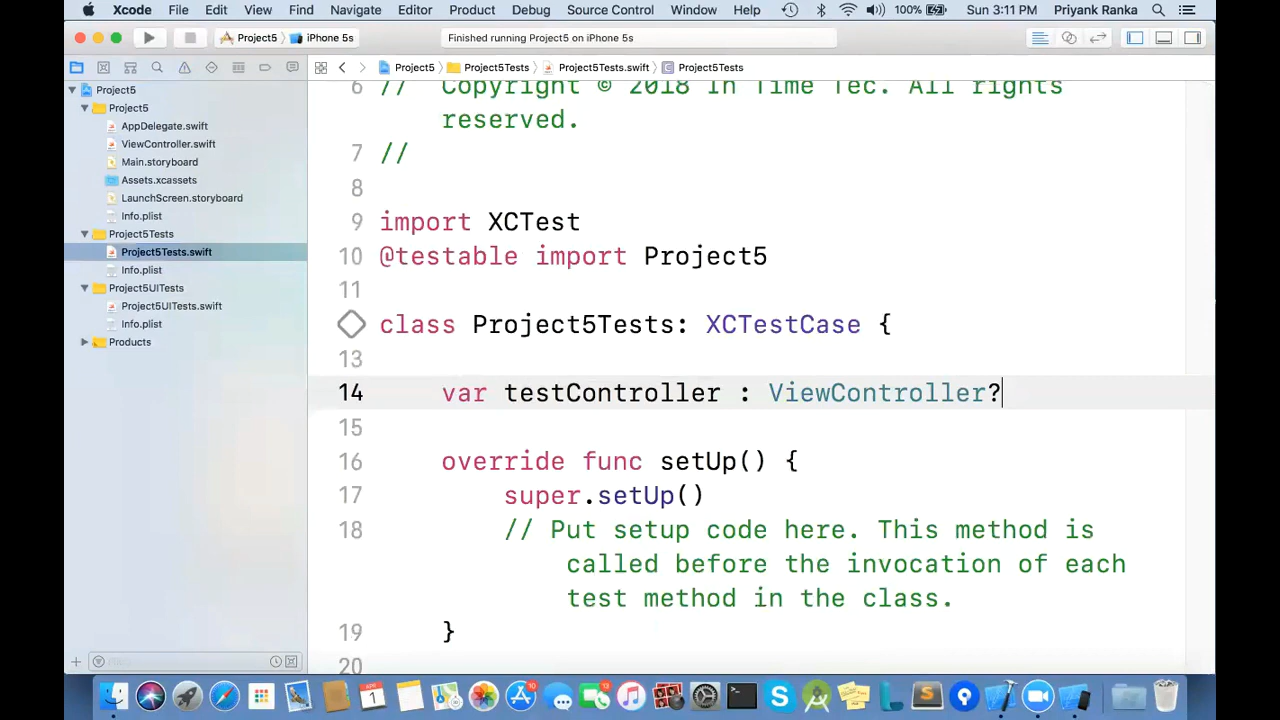 Xcode File Edit View Find Navigate Editor Product Debug Source Control Window Help 100% Sun 3:11 PM Priyank Ranka
Project5 iPhone 5s Finished running Project5 on iPhone 5s
Project5 Project5Tests Project5Tests.swift Project5Tests
Project5
Project5
AppDelegate.swift
ViewController.swift
Main.storyboard
Assets.xcassets
LaunchScreen.storyboard
Info.plist
Project5Tests
Project5Tests.swift
Info.plist
Project5UITests
Project5UITests.swift
Info.plist
Products
6 // Copyright © 2018 In Time Tec. All rights
reserved.
7 //
8
9 import XCTest
10 @testable import Project5
11
class Project5Tests: XCTestCase {
13
14 var testController : ViewController?
15
16 override func setUp() {
17 super.setUp()
18 // Put setup code here. This method is
called before the invocation of each
test method in the class.
19 }
20